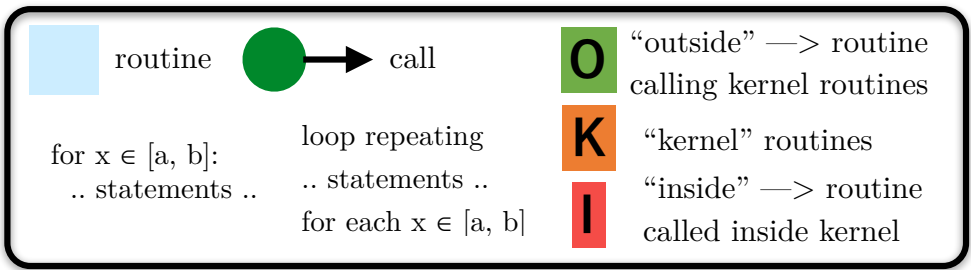 routine
call
for x ∈ [a, b]:
.. statements ..
loop repeating
.. statements ..
for each x ∈ [a, b]
O
“outside” —> routine
calling kernel routines
K
“kernel” routines
I
“inside” —> routine
called inside kernel